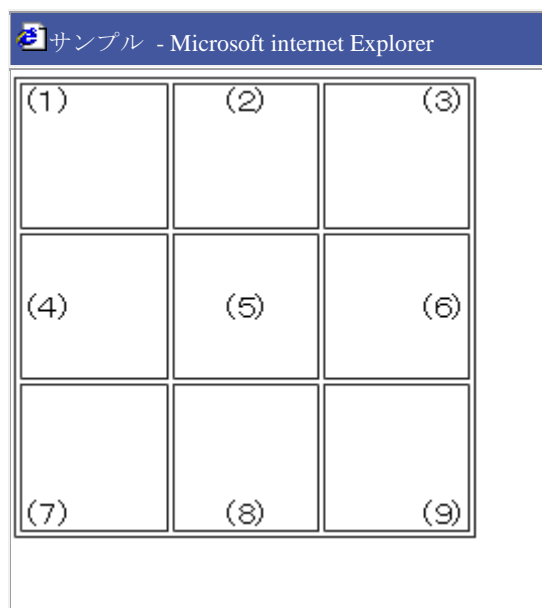 サンプル - Microsoft internet Explorer
(1) (2) (3)
(4) (5) (6)
(7) (8) (9)